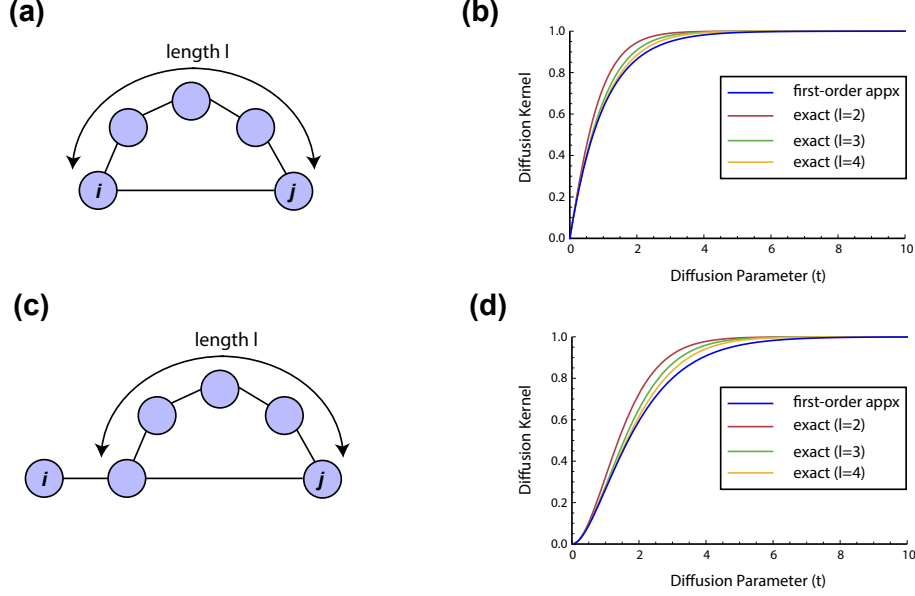 (a)
length l
i
j
(b)
Diffusion Kernel
1.0
0.8
0.6
0.4
0.2
0.0
0
2
4
6
8
10
Diffusion Parameter (t)
first-order appx
exact (l=2)
exact (l=3)
exact (l=4)
(c)
length l
i
j
(d)
Diffusion Kernel
1.0
0.8
0.6
0.4
0.2
0.0
0
2
4
6
8
10
Diffusion Parameter (t)
first-order appx
exact (l=2)
exact (l=3)
exact (l=4)